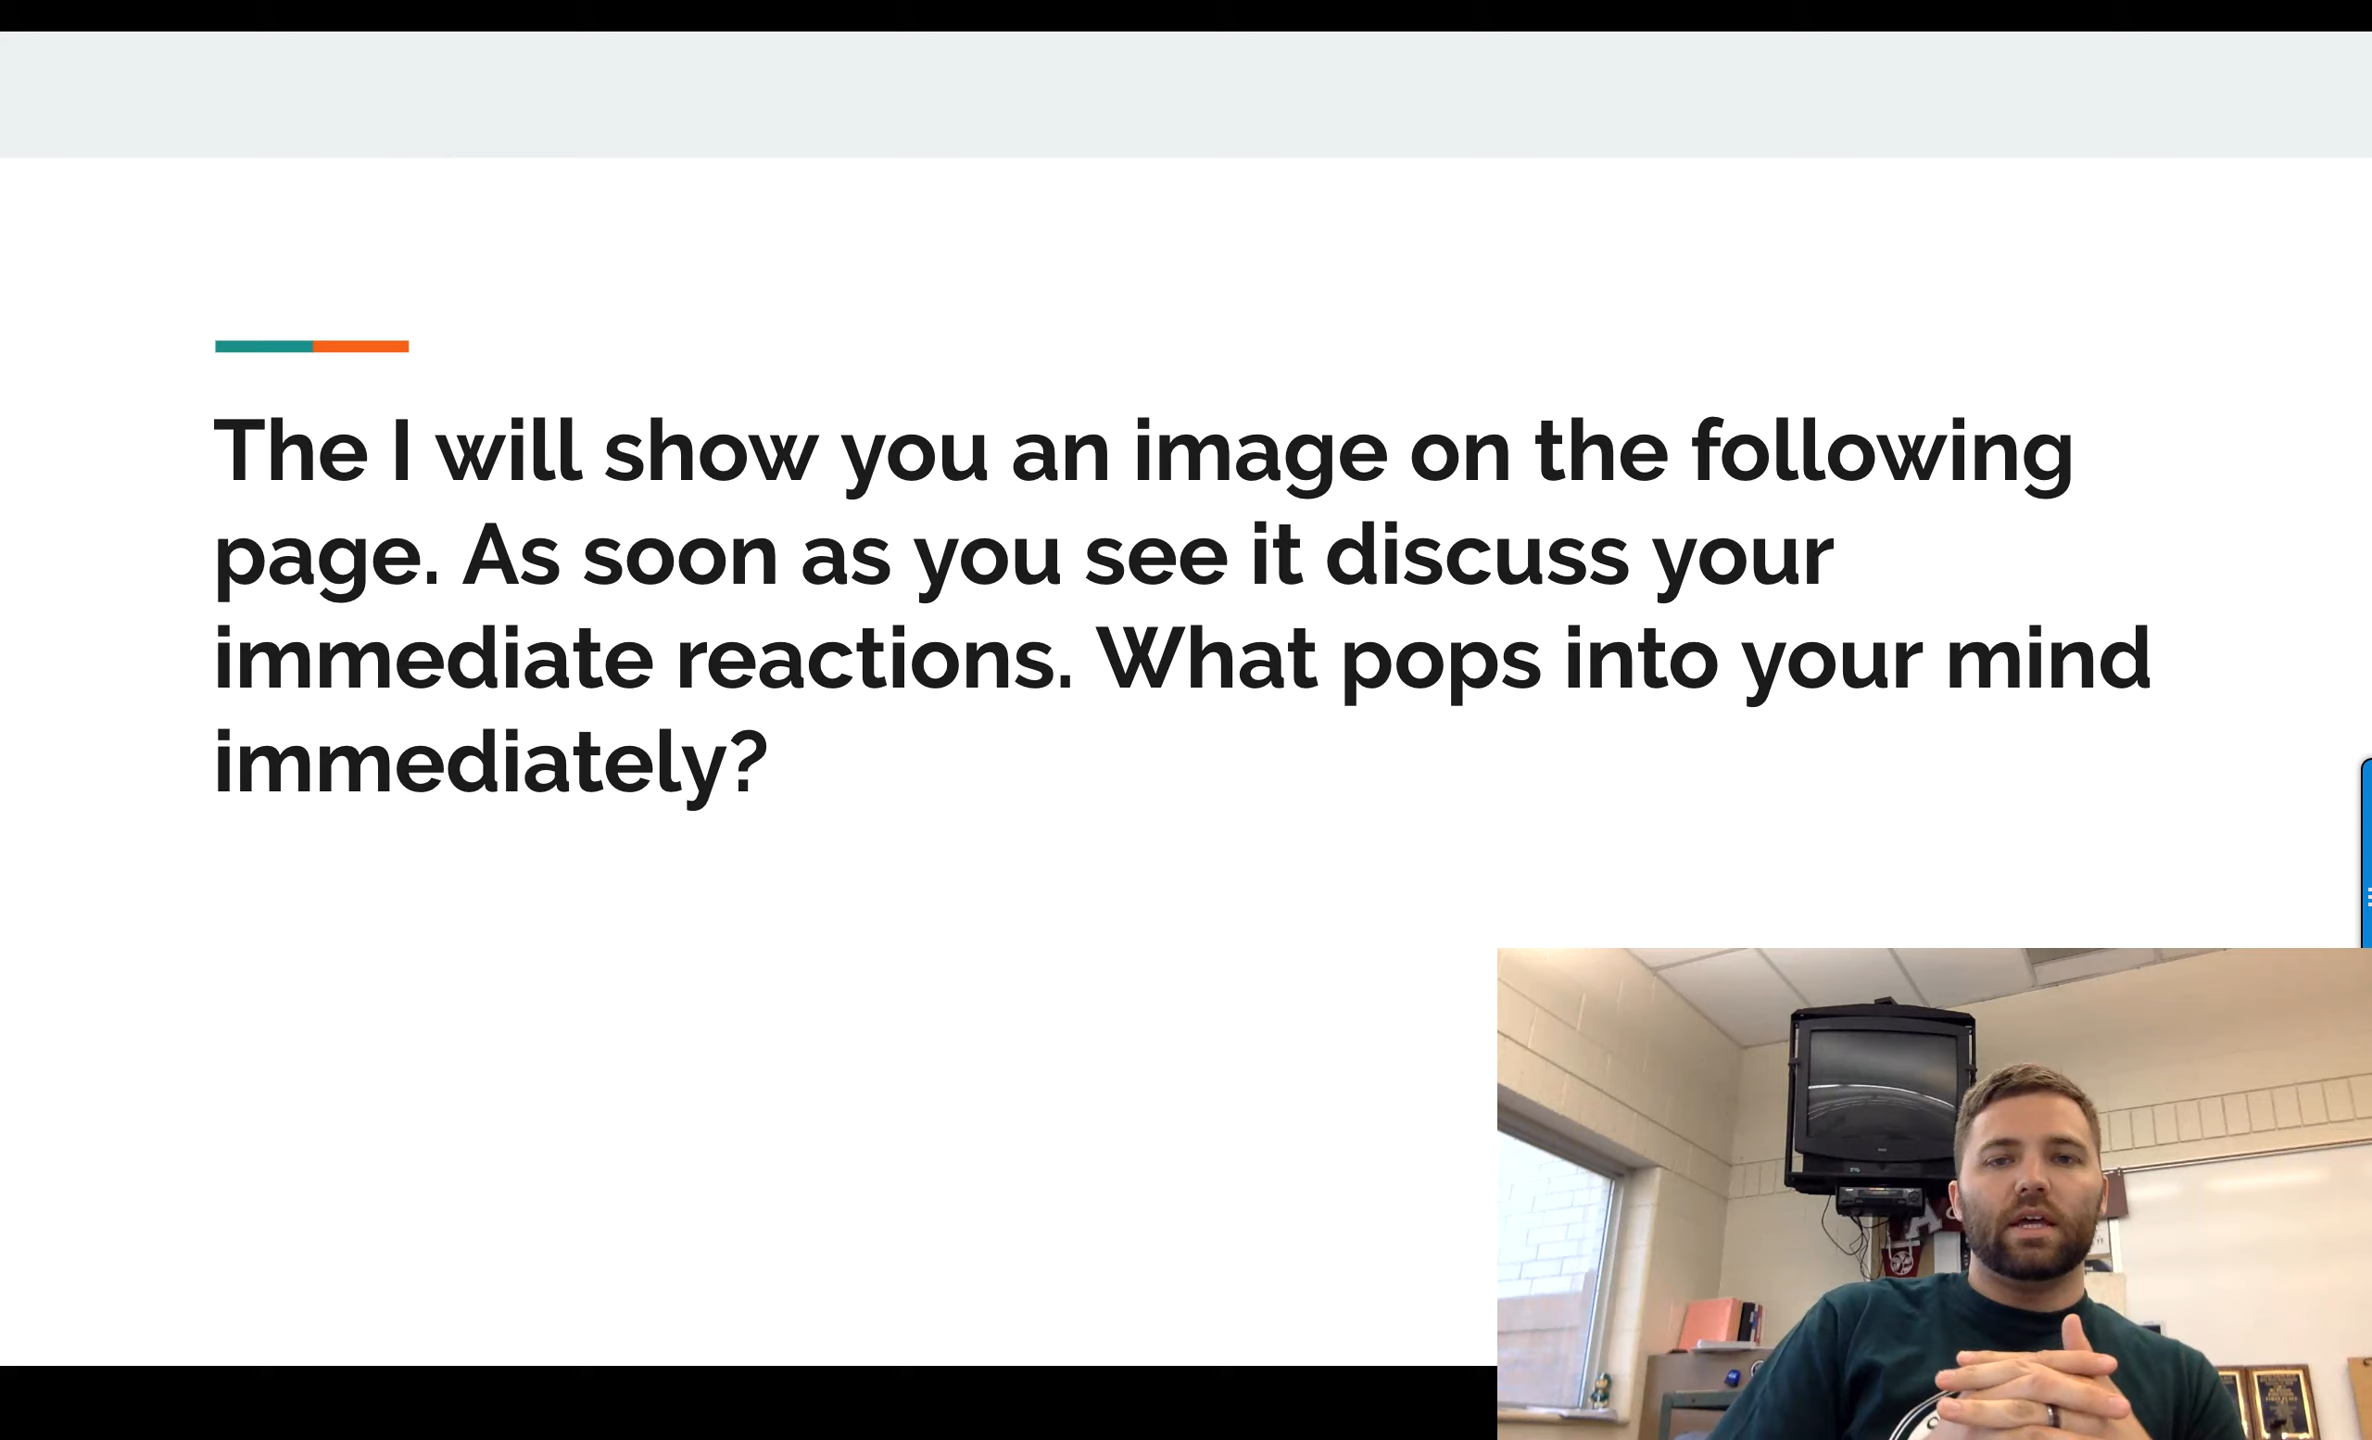 The I will show you an image on the following
page. As soon as you see it discuss your
immediate reactions. What pops into your mind
immediately?
A